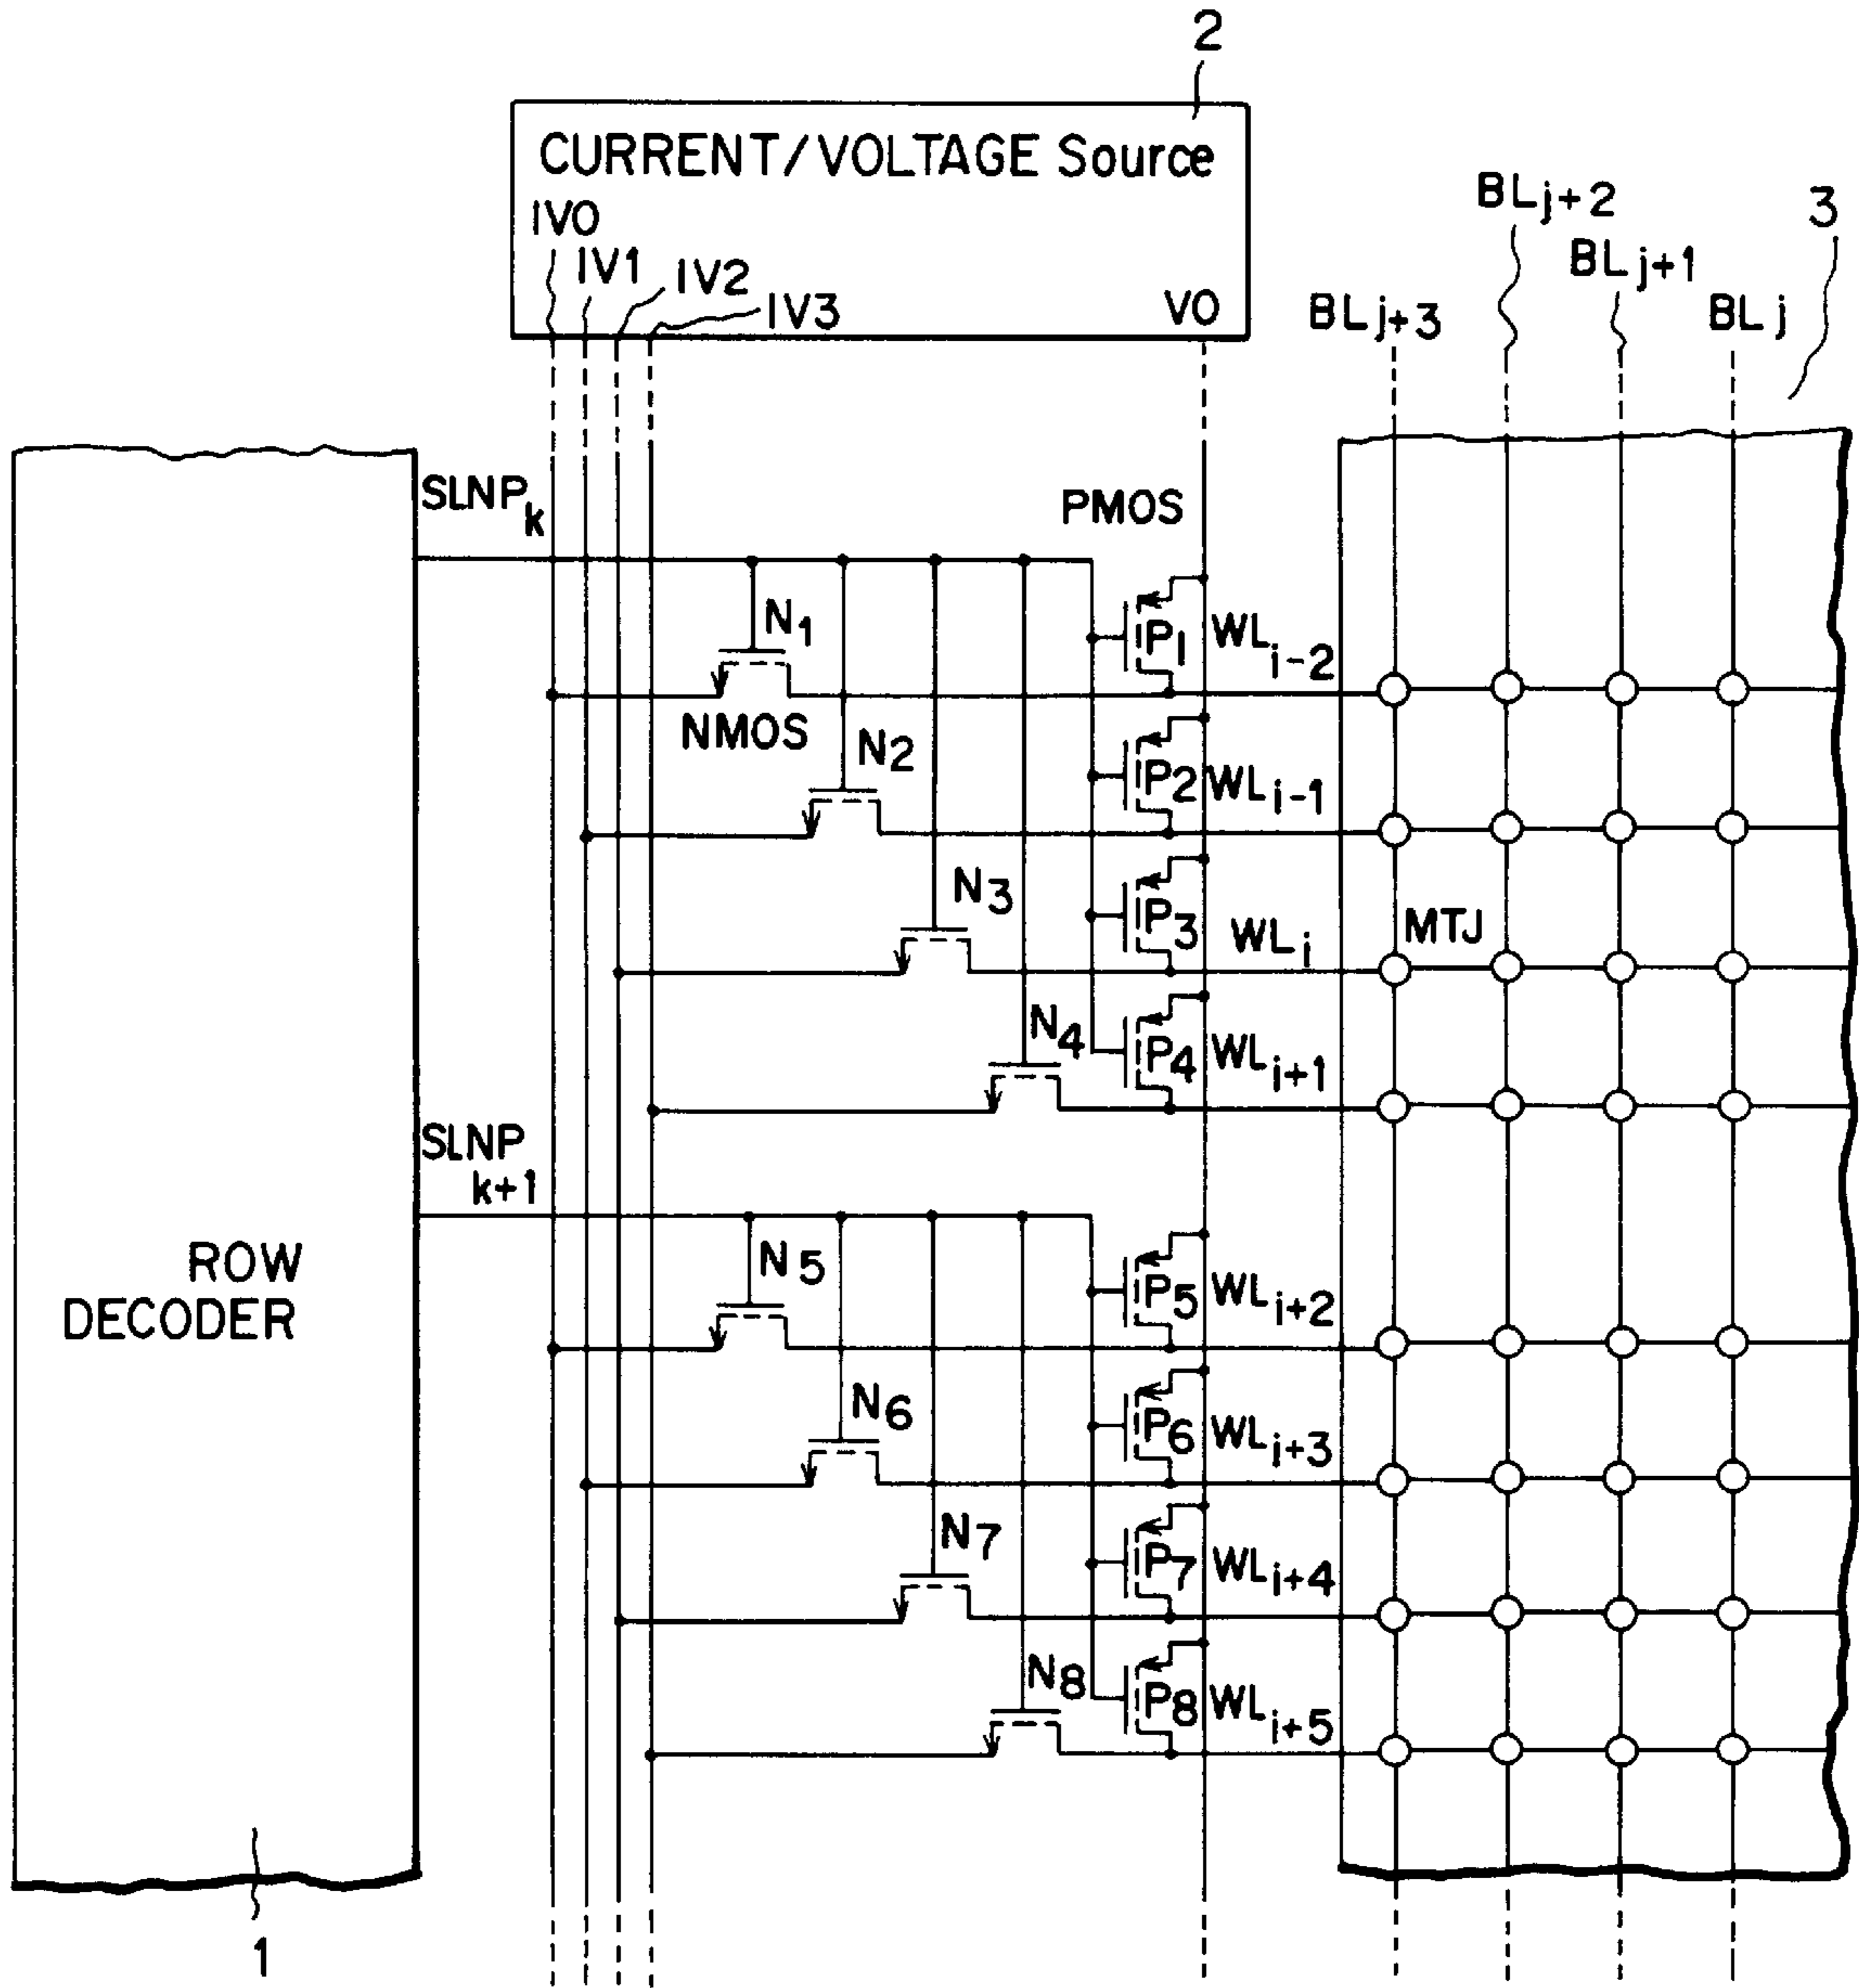 2
CURRENT/VOLTAGE Source
IV0
IV1
IV2
IV3
V0
BLj+3
BLj+2
BLj+1
BLj
3
SLNPk
PMOS
N1
P1
WLi-2
NMOS
N2
P2
WLi-1
N3
P3
WLi
MTJ
N4
P4
WLi+1
SLNP
k+1
ROW
DECODER
N5
P5
WLi+2
N6
P6
WLi+3
N7
P7
WLi+4
N8
P8
WLi+5
1